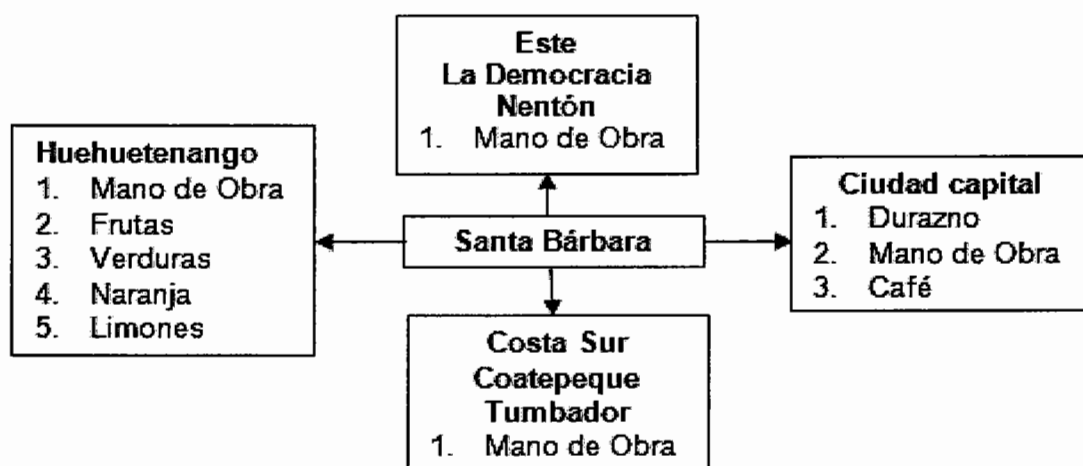 Este
La Democracia
Nentón
1. Mano de Obra
Huehuetenango
1. Mano de Obra
2. Frutas
3. Verduras
4. Naranja
5. Limones
Santa Bárbara
Ciudad capital
1. Durazno
2. Mano de Obra
3. Café
Costa Sur
Coatepeque
Tumbador
1. Mano de Obra